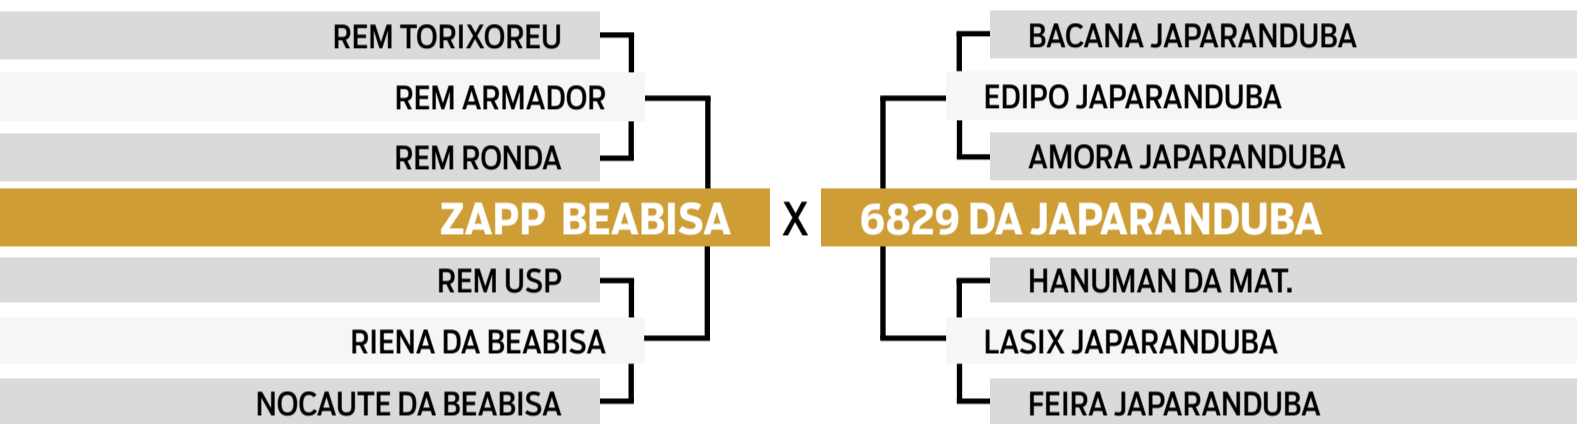 REM TORIXOREU
REM ARMADOR
REM RONDA
ZAPP BEABISA
REM USP
RIENA DA BEABISA
NOCAUTE DA BEABISA
X
BACANA JAPARANDUBA
EDIPO JAPARANDUBA
AMORA JAPARANDUBA
6829 DA JAPARANDUBA
HANUMAN DA MAT.
LASIX JAPARANDUBA
FEIRA JAPARANDUBA